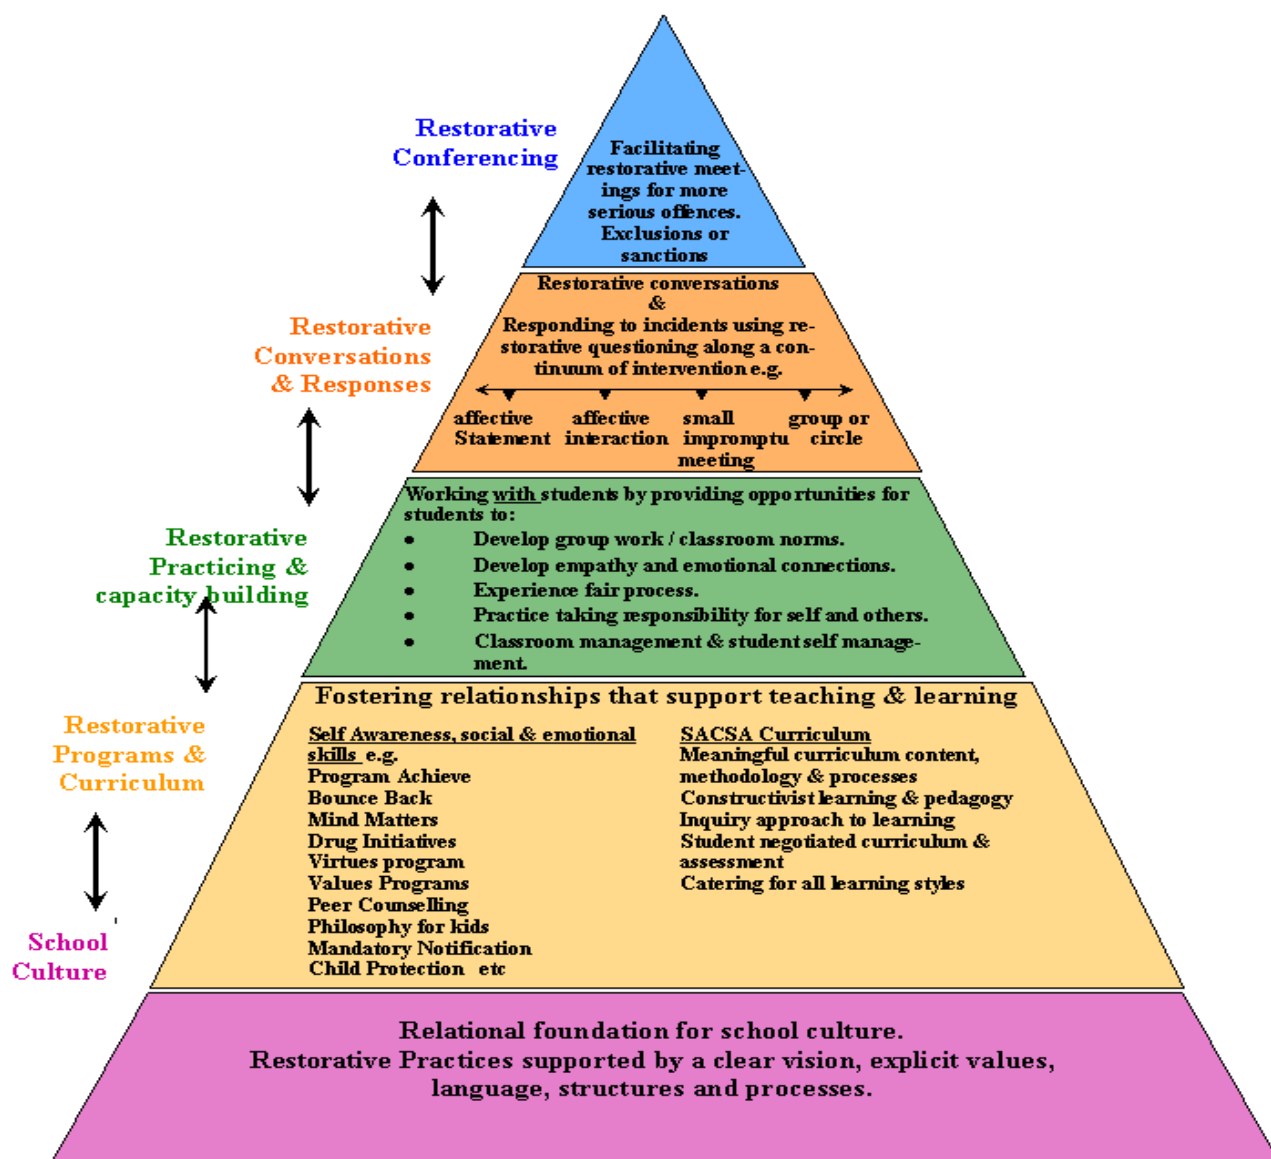 Restorative
Conferencing
Facilitating
restorative meet-
ings for more
serious offences.
Exclusions or
sanctions
Restorative
Conversations
& Responses
Restorative conversations
&
Responding to incidents using re-
storative questioning along a con-
tinuum of intervention e.g.
affective
Statement
affective
interaction
small
impromptu
meeting
group or
circle
Restorative
Practicing &
capacity building
Working with students by providing opportunities for
students to:
• Develop group work / classroom norms.
• Develop empathy and emotional connections.
• Experience fair process.
• Practice taking responsibility for self and others.
• Classroom management & student self manage-
ment.
Restorative
Programs &
Curriculum
Fostering relationships that support teaching & learning
Self Awareness, social & emotional
skills e.g.
Program Achieve
Bounce Back
Mind Matters
Drug Initiatives
Virtues program
Values Programs
Peer Counselling
Philosophy for kids
Mandatory Notification
Child Protection etc
SACSA Curriculum
Meaningful curriculum content,
methodology & processes
Constructivist learning & pedagogy
Inquiry approach to learning
Student negotiated curriculum &
assessment
Catering for all learning styles
School
Culture
Relational foundation for school culture.
Restorative Practices supported by a clear vision, explicit values,
language, structures and processes.